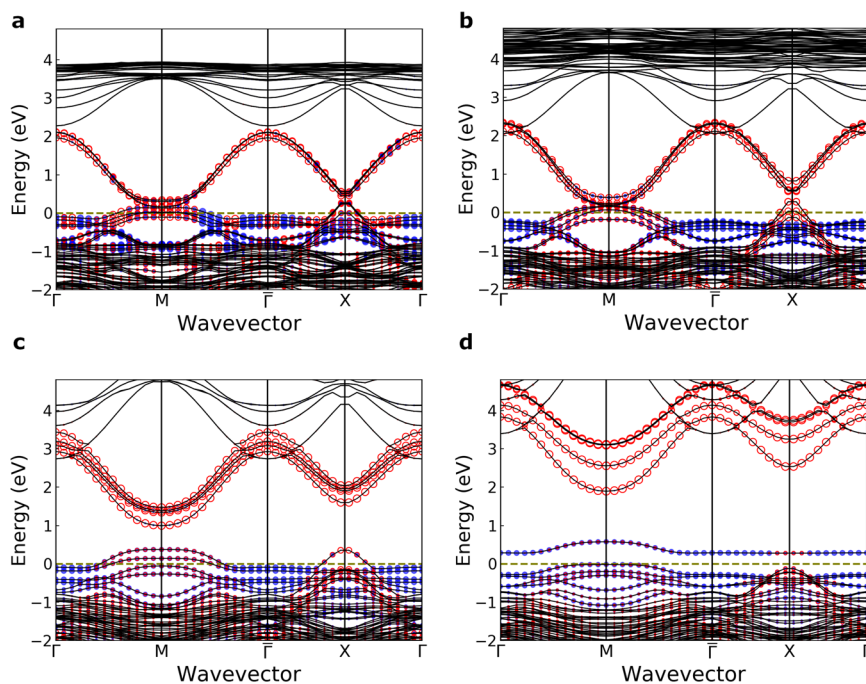 a
Energy (eV)
4
3
2
1
0
−1
−2
Γ M Γ̅ X Γ
Wavevector
b
Energy (eV)
4
3
2
1
0
−1
−2
Γ M Γ̅ X Γ
Wavevector
c
Energy (eV)
4
3
2
1
0
−1
−2
Γ M Γ̅ X Γ
Wavevector
d
Energy (eV)
4
3
2
1
0
−1
−2
Γ M Γ̅ X Γ
Wavevector